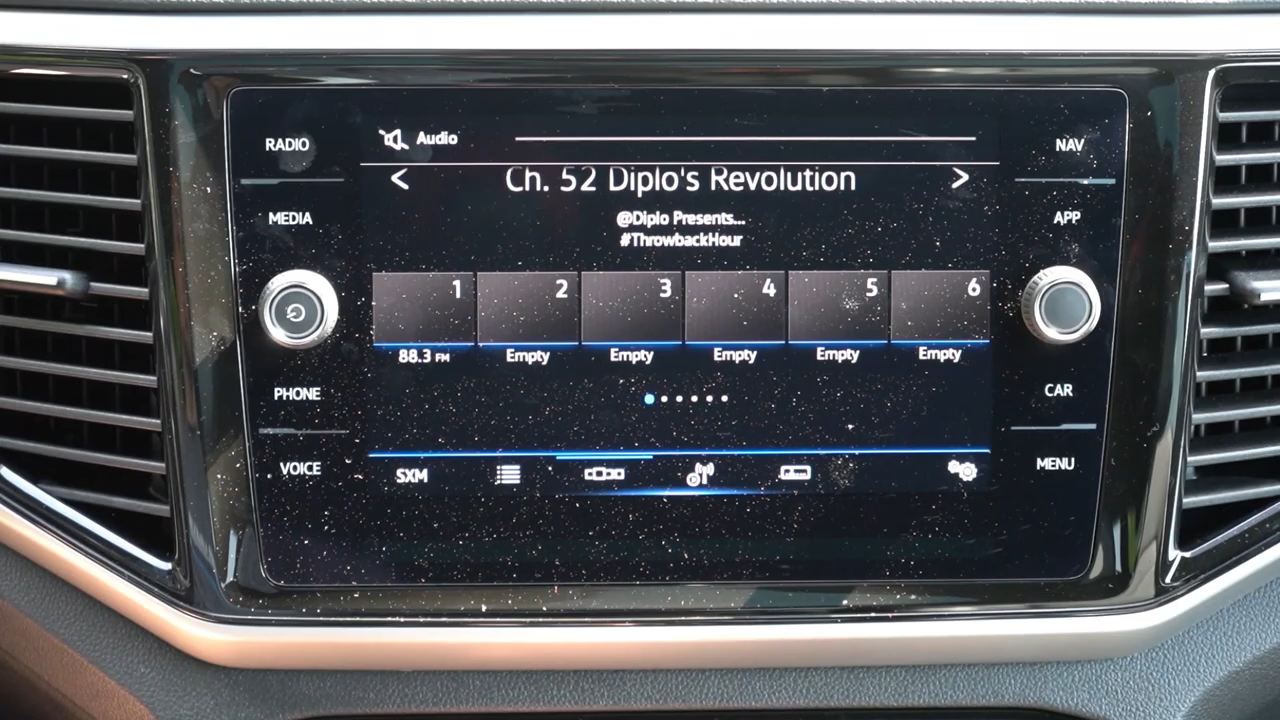 RADIO
Audio
NAV
Ch. 52 Diplo's Revolution
MEDIA
@Diplo Presents...
APP
#ThrowbackHour
1 2 3 4 5 6
88.3 FM Empty Empty Empty Empty Empty
PHONE
CAR
VOICE
SXM
MENU